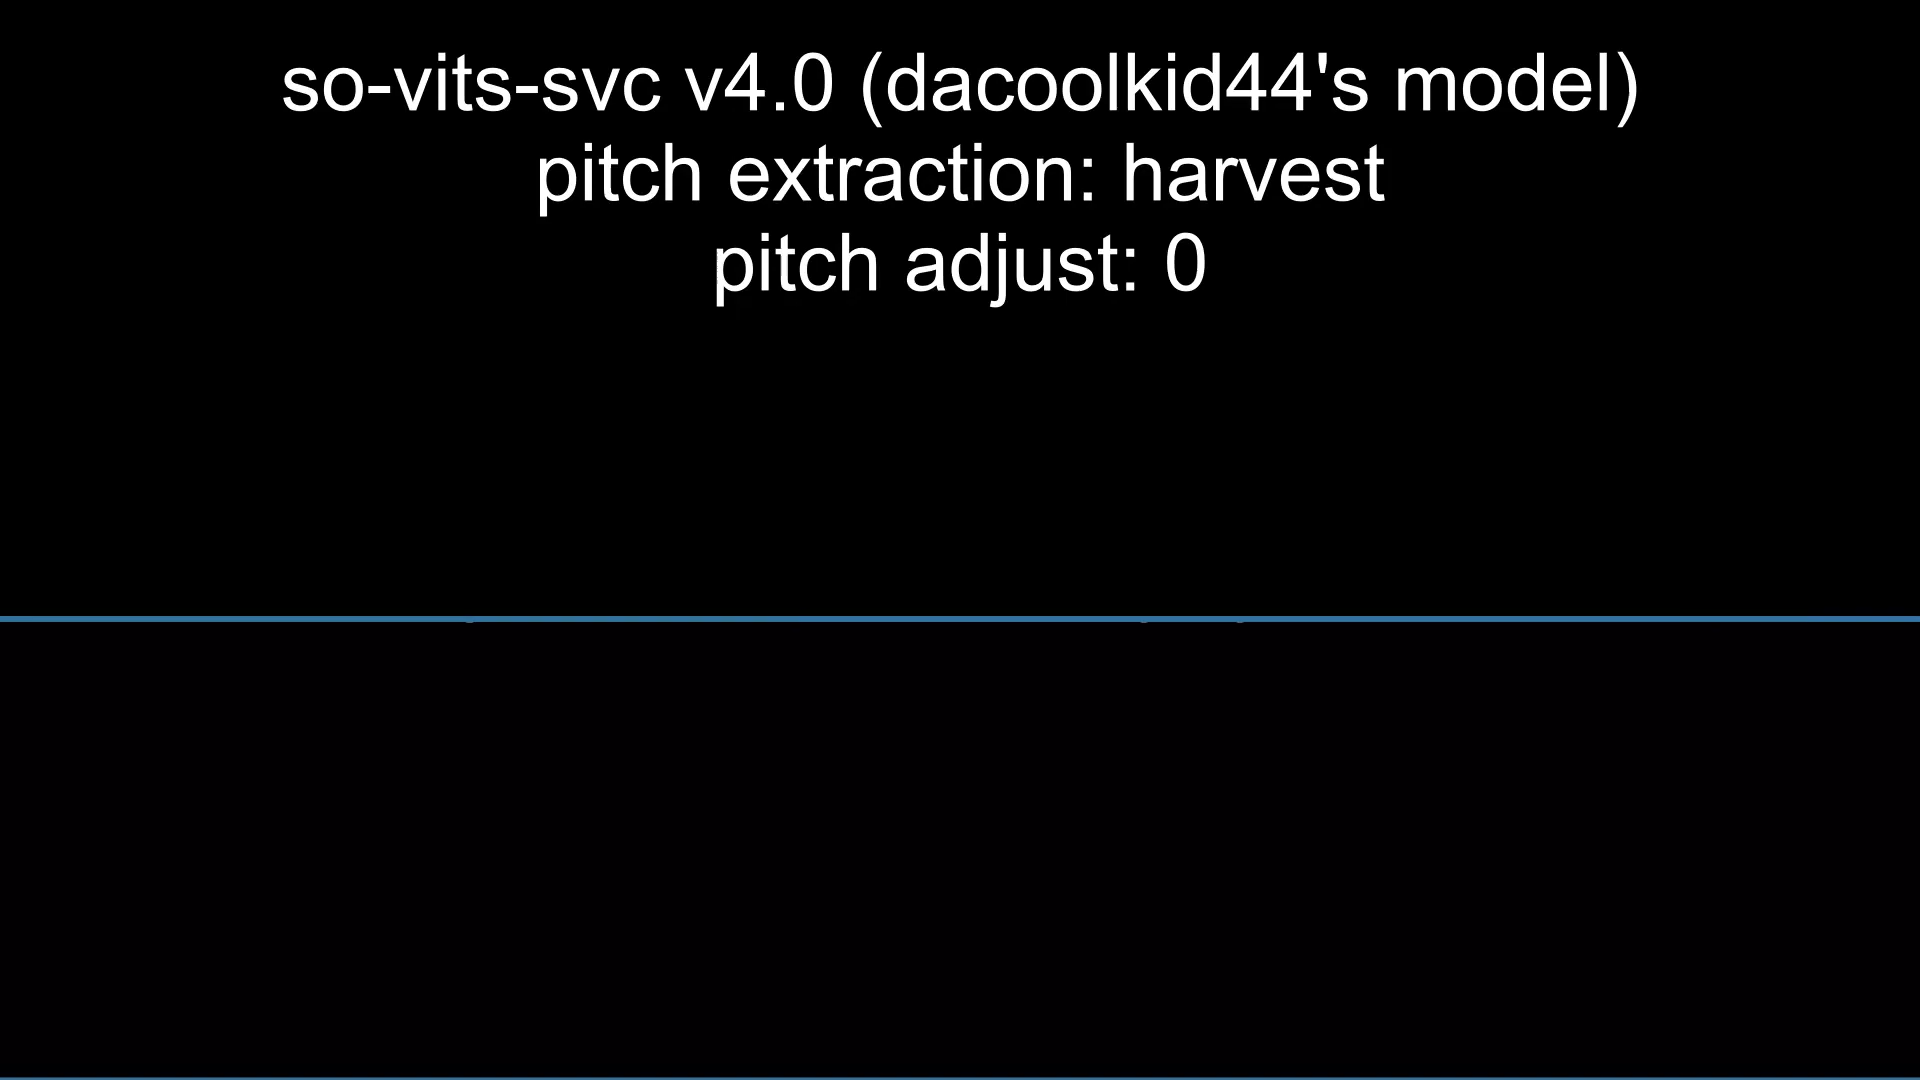 so-vits-svc v4.0 (dacoolkid44's model)
pitch extraction: harvest
pitch adjust: 0